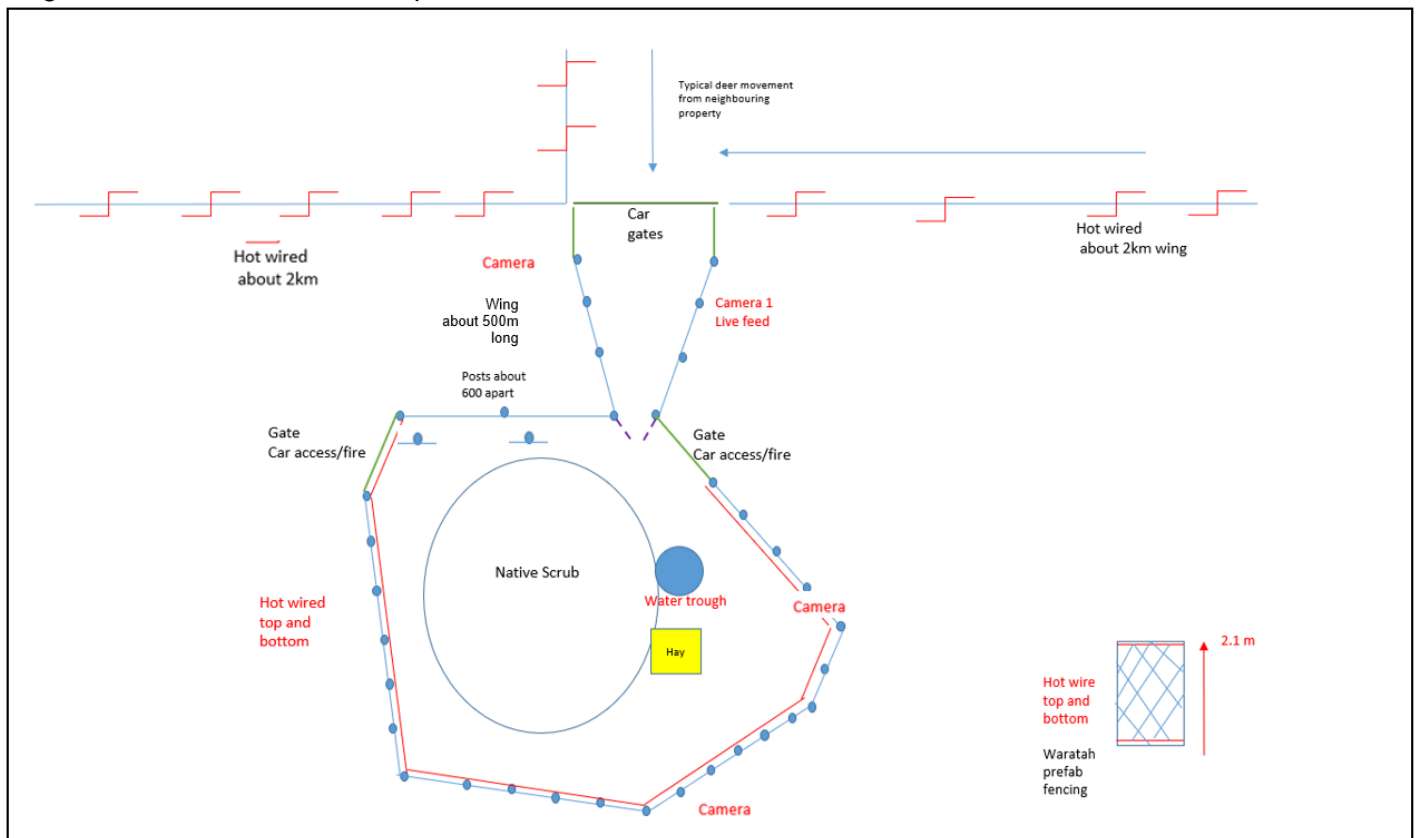 Typical deer movement
from neighbouring
property
Car
gates
Hot wired
about 2km
Hot wired
about 2km wing
Camera
Wing
about 500m
long
Camera 1
Live feed
Posts about
600 apart
Gate
Car access/fire
Gate
Car access/fire
Native Scrub
Water trough
Hay
Hot wired
top and
bottom
Camera
Camera
2.1 m
Hot wire
top and
bottom
Waratah
prefab
fencing